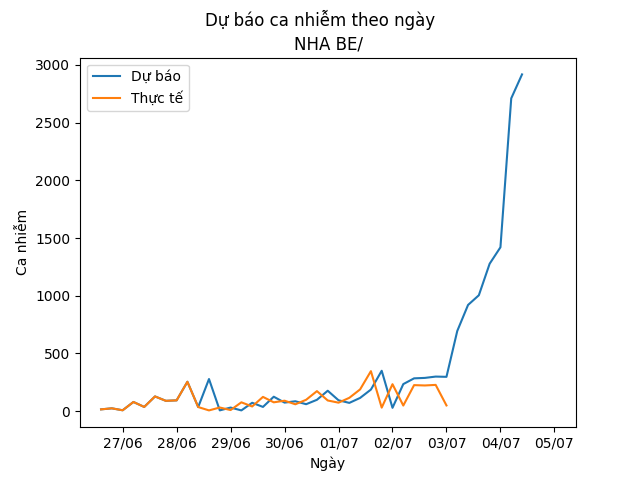 Dự báo ca nhiễm theo ngày
NHA BE/
Dự báo
Thực tế
3000
2500
2000
1500
1000
500
0
Ca nhiễm
27/06 28/06 29/06 30/06 01/07 02/07 03/07 04/07 05/07
Ngày